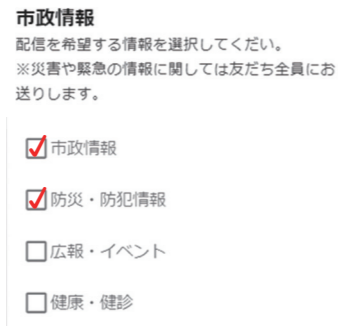 市政情報
配信を希望する情報を選択してくだい。
※災害や緊急の情報に関しては友だち全員にお
送りします。
市政情報
防災・防犯情報
広報・イベント
健康・健診